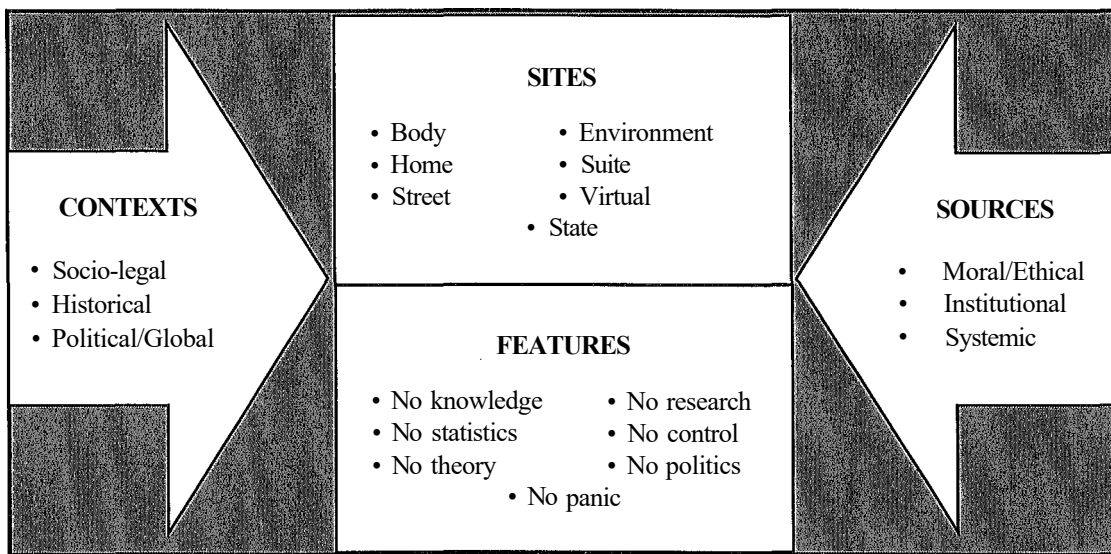 CONTEXTS
• Socio-legal
• Historical
• Political/Global
SITES
• Body • Environment
• Home • Suite
• Street • Virtual
• State
FEATURES
• No knowledge • No research
• No statistics • No control
• No theory • No politics
• No panic
SOURCES
• Moral/Ethical
• Institutional
• Systemic